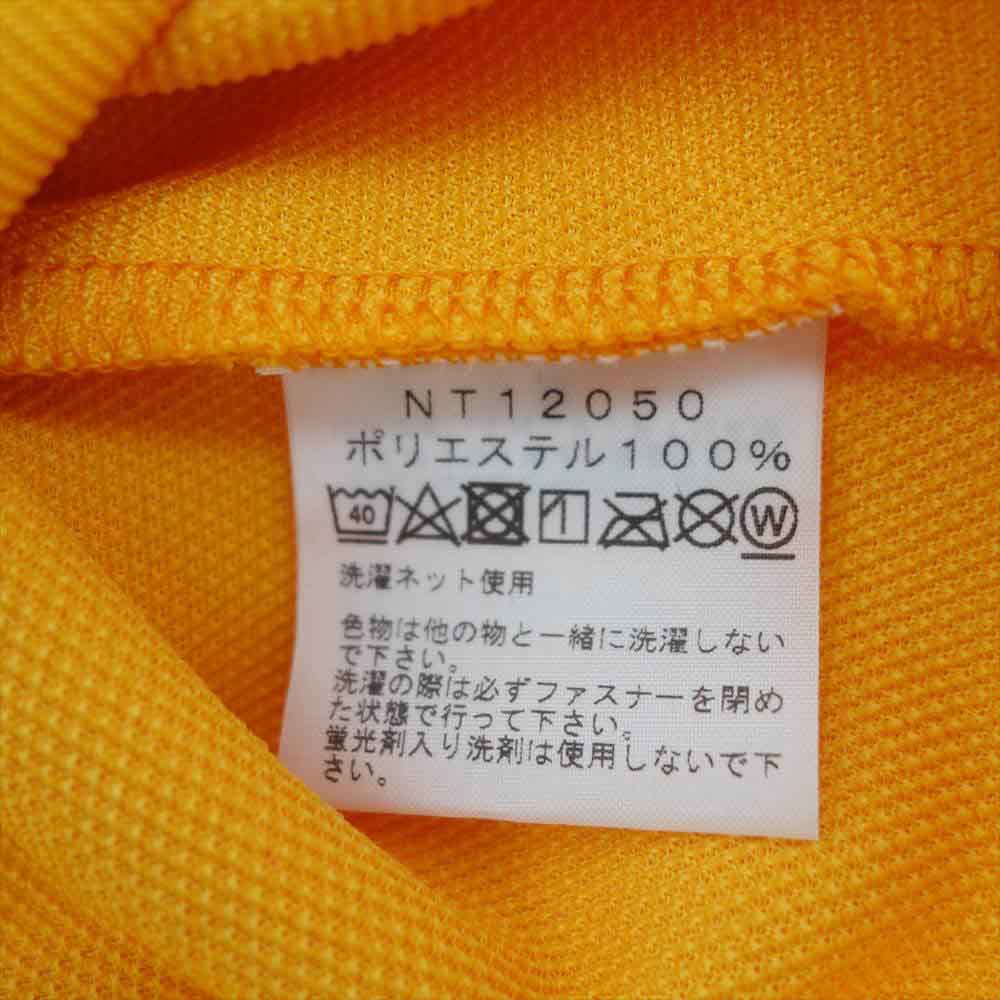 NT12050
ポリエステル100%
40 W
洗濯ネット使用
色物は他の物と一緒に洗濯しない
で下さい。
洗濯の際は必ずファスナーを閉め
た状態で行って下さい。
蛍光剤入り洗剤は使用しないで下
さい。